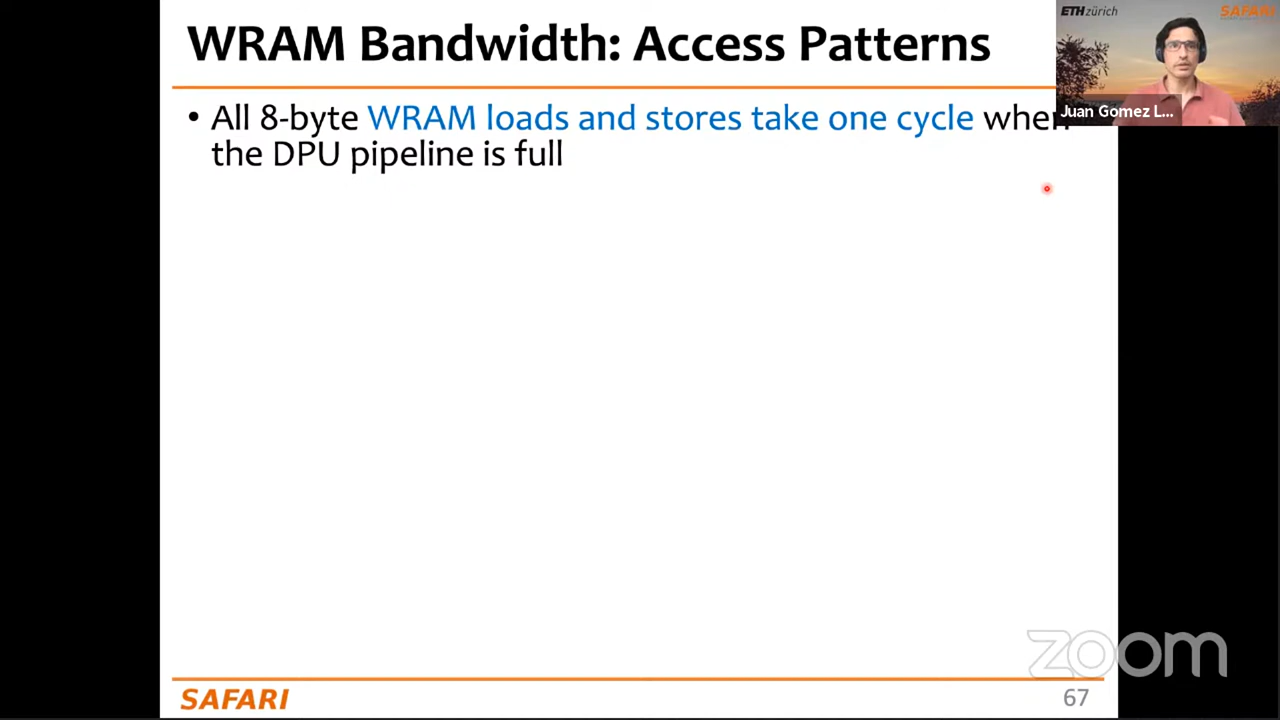 WRAM Bandwidth: Access Patterns
ETH zürich
SAFARI
Juan Gomez L...
• All 8-byte WRAM loads and stores take one cycle when
the DPU pipeline is full
zoom
SAFARI
67